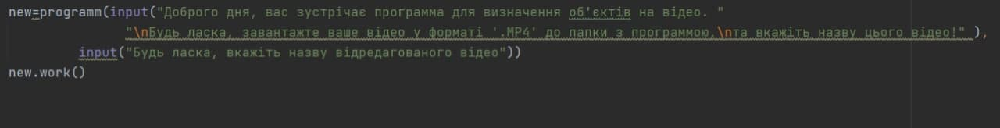 new=programm(input("Доброго дня, вас зустрічає программа для визначення об'єктів на відео. "
"\nБудь ласка, завантажте ваше відео у форматі '.MP4' до папки з программою,\nта вкажіть назву цього відео!" ),
input("Будь ласка, вкажіть назву відредагованого відео"))
new.work()